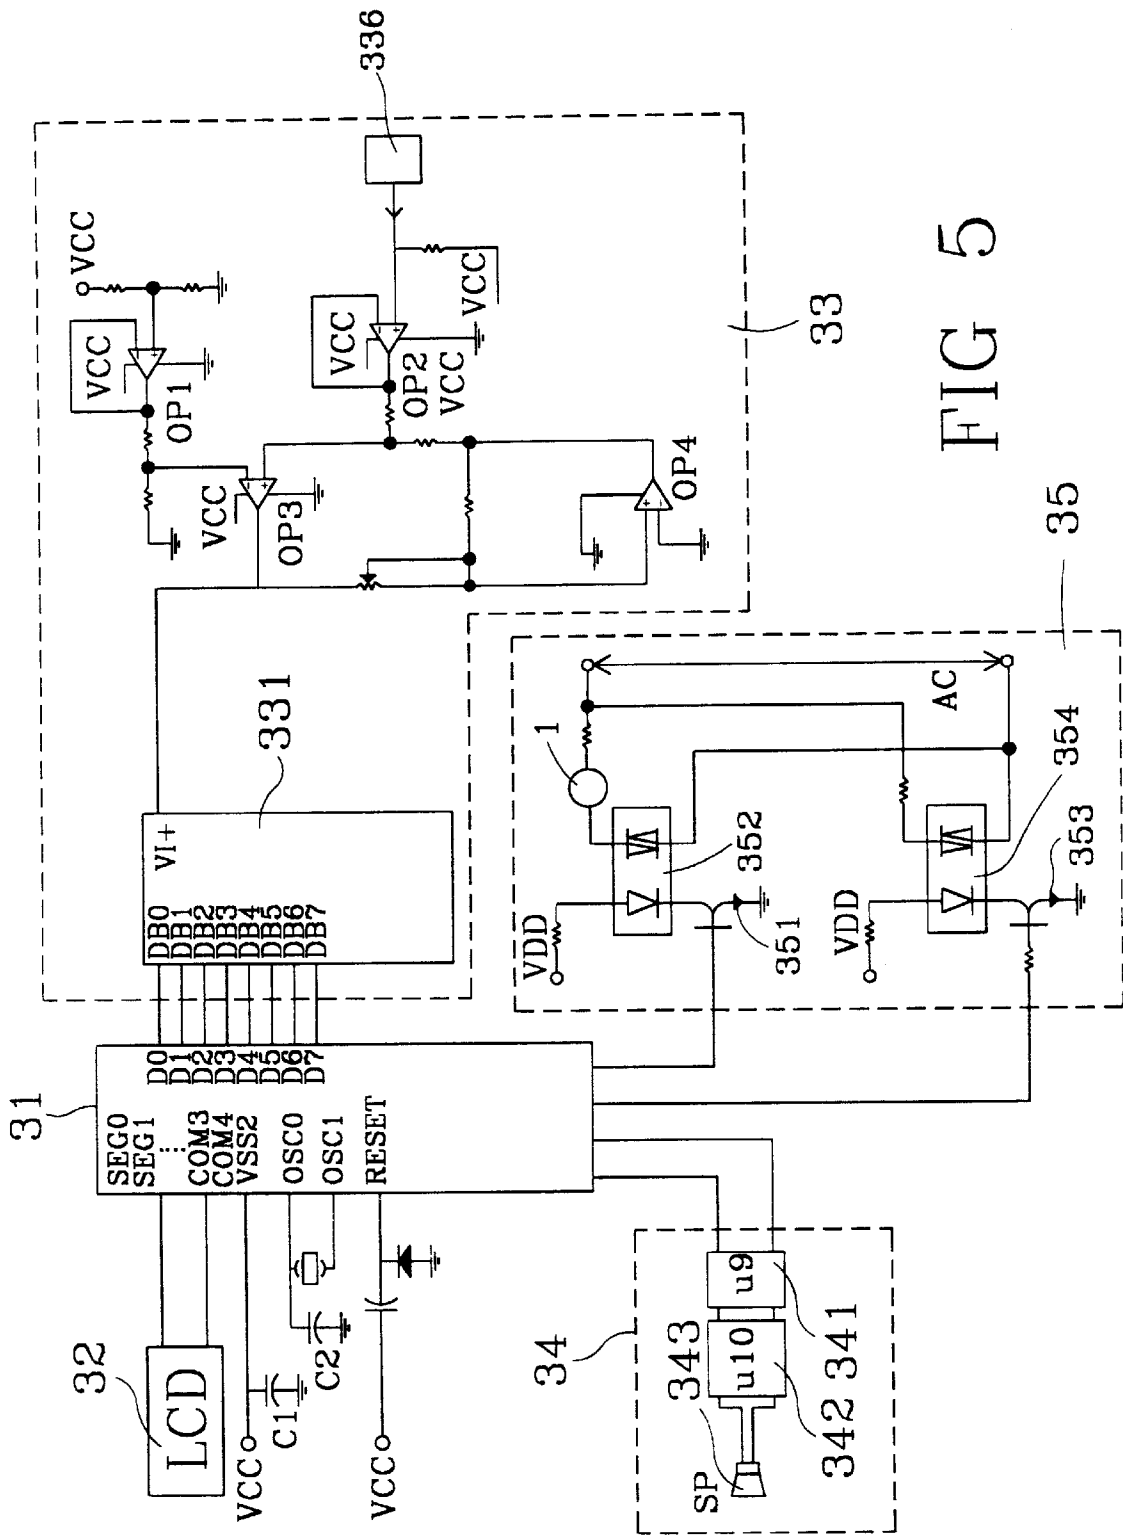 336
VCC
VCC
OP1
VCC
OP2
VCC
VCC
VCC
OP3
OP4
33
FIG 5
VI+
331
DB0
DB1
DB2
DB3
DB4
DB5
DB6
DB7
31
D0
D1
D2
D3
D4
D5
D6
D7
SEG0
SEG1
.....
COM3
COM4
VSS2
OSC0
OSC1
RESET
32
LCD
VCC
C1
C2
VCC
35
1
AC
352
VDD
351
354
353
VDD
34
343
u9
u10
341
342
SP